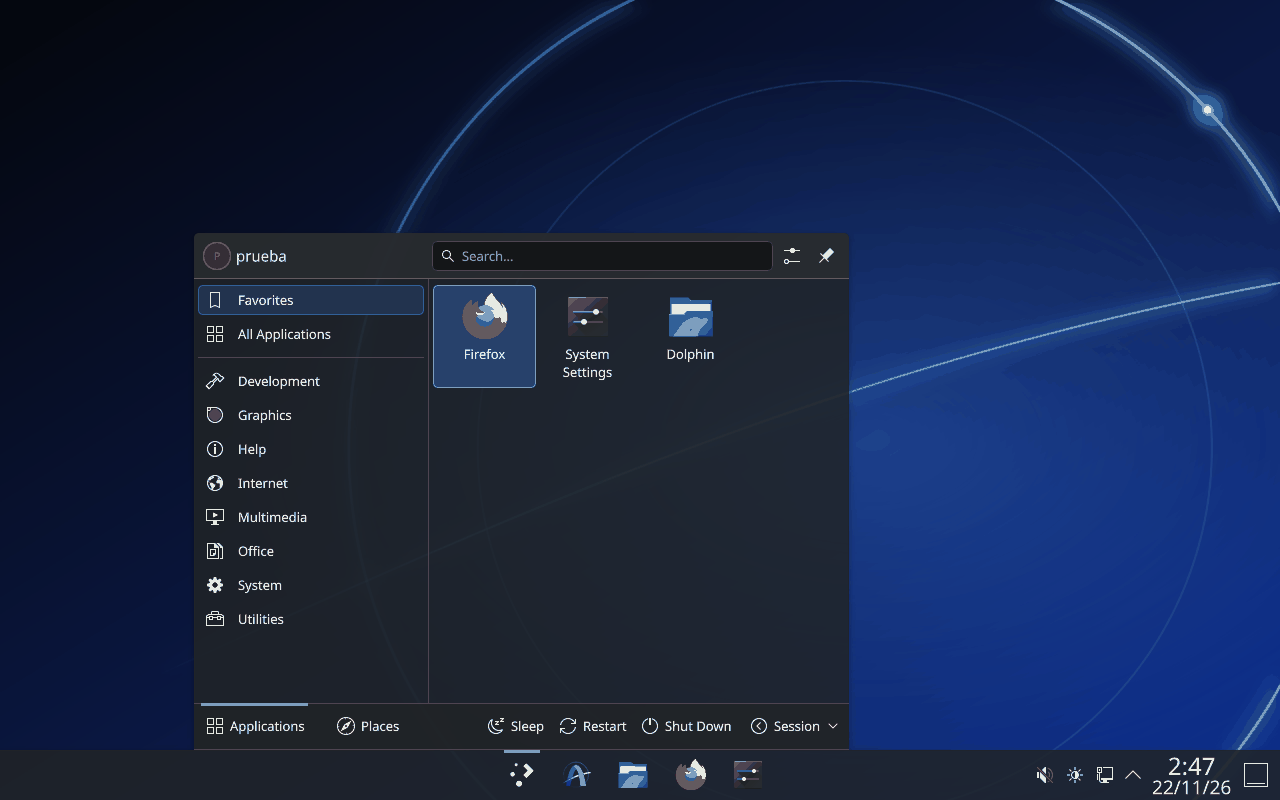 P
prueba
Search...
Favorites
All Applications
Development
Graphics
Help
Internet
Multimedia
Office
System
Utilities
Firefox
System
Settings
Dolphin
Applications
Places
Sleep
Restart
Shut Down
Session
2:47
22/11/26